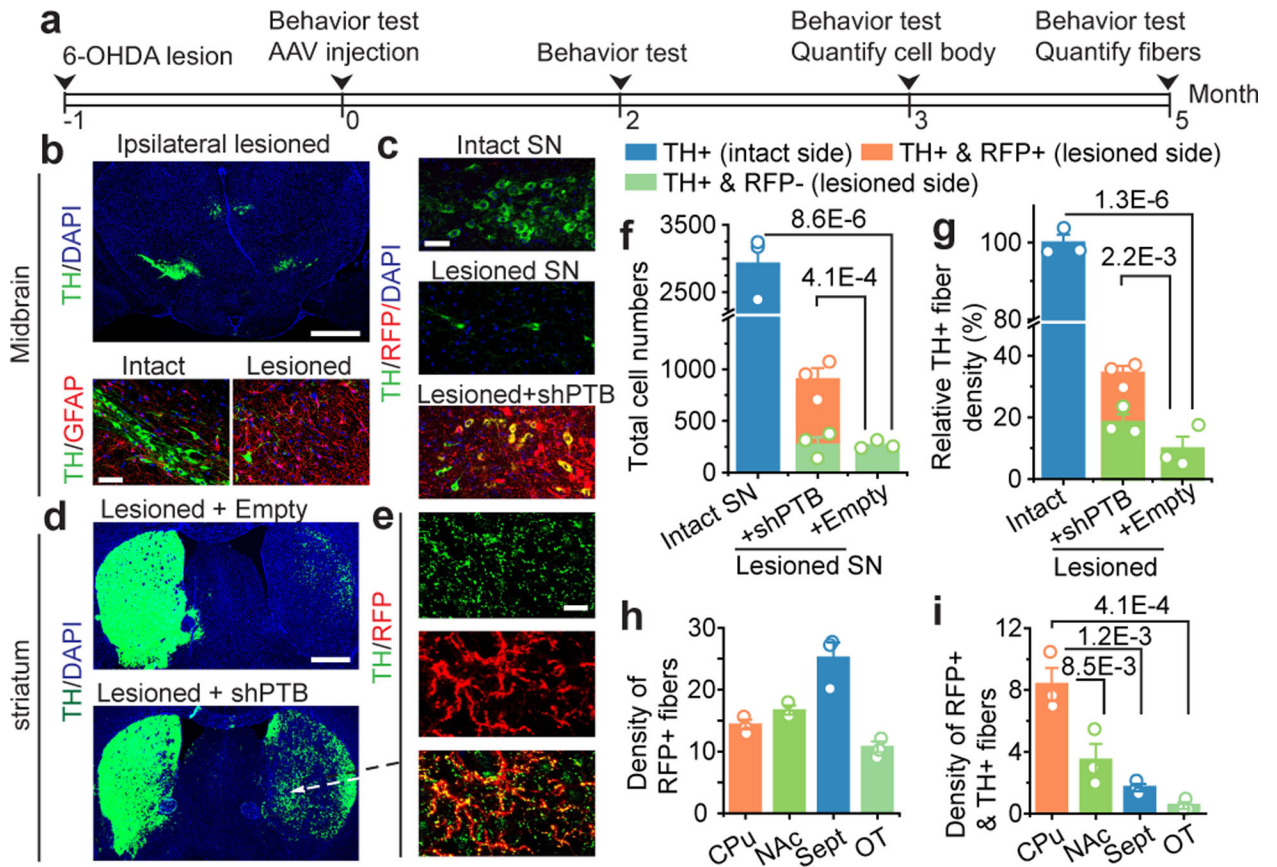 a
6-OHDA lesion
Behavior test
AAV injection
Behavior test
Behavior test
Quantify cell body
Behavior test
Quantify fibers
Month
-1 0 2 3 5
b
Ipsilateral lesioned
Midbrain
TH/DAPI
Intact Lesioned
TH/GFAP
c
Intact SN
Lesioned SN
Lesioned+shPTB
TH/RFP/DAPI
d
Lesioned + Empty
Lesioned + shPTB
striatum
TH/DAPI
e
TH/RFP
TH+ (intact side) TH+ & RFP+ (lesioned side)
TH+ & RFP- (lesioned side)
f
Total cell numbers
3500
2500
1000
500
0
8.6E-6
4.1E-4
Intact SN
+shPTB
+Empty
Lesioned SN
g
Relative TH+ fiber
density (%)
100
80
40
20
0
1.3E-6
2.2E-3
Intact
+shPTB
+Empty
Lesioned
h
Density of
RFP+ fibers
30
20
10
0
CPu NAc Sept OT
i
Density of RFP+
& TH+ fibers
12
8
4
0
4.1E-4
1.2E-3
8.5E-3
CPu NAc Sept OT